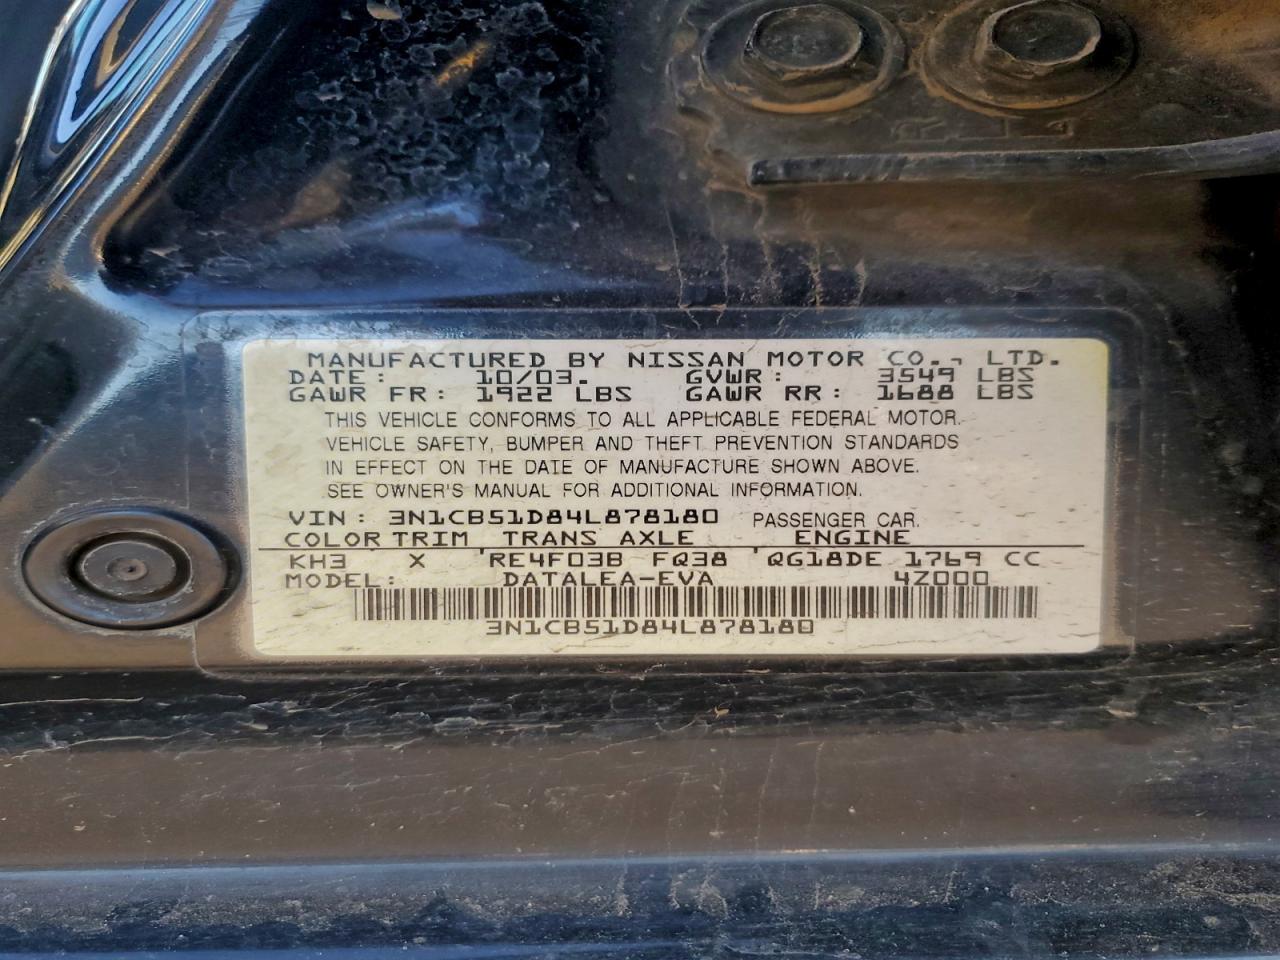 MANUFACTURED BY NISSAN MOTOR CO., LTD.
DATE: 10/03. GVWR: 3549 LBS
GAWR FR: 1922 LBS GAWR RR: 1688 LBS
THIS VEHICLE CONFORMS TO ALL APPLICABLE FEDERAL MOTOR.
VEHICLE SAFETY, BUMPER AND THEFT PREVENTION STANDARDS
IN EFFECT ON THE DATE OF MANUFACTURE SHOWN ABOVE.
SEE OWNER'S MANUAL FOR ADDITIONAL INFORMATION.
VIN: 3N1CB51D84L878180 PASSENGER CAR.
COLOR TRIM TRANS AXLE ENGINE
KH3 X RE4F03B FQ38 QG18DE 1769 CC
MODEL: DATALEA-EVA 4Z000
3N1CB51D84L878180